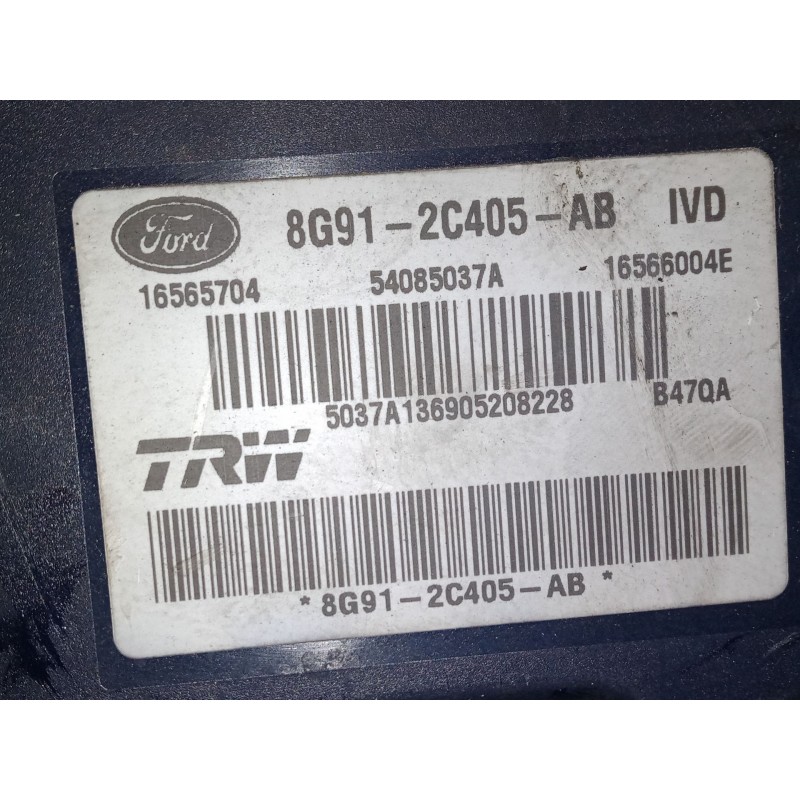 Ford 8G91-2C405-AB IVD
16565704 54085037A 16566004E
5037A136905208228 B47QA
TRW
* 8G91-2C405-AB *